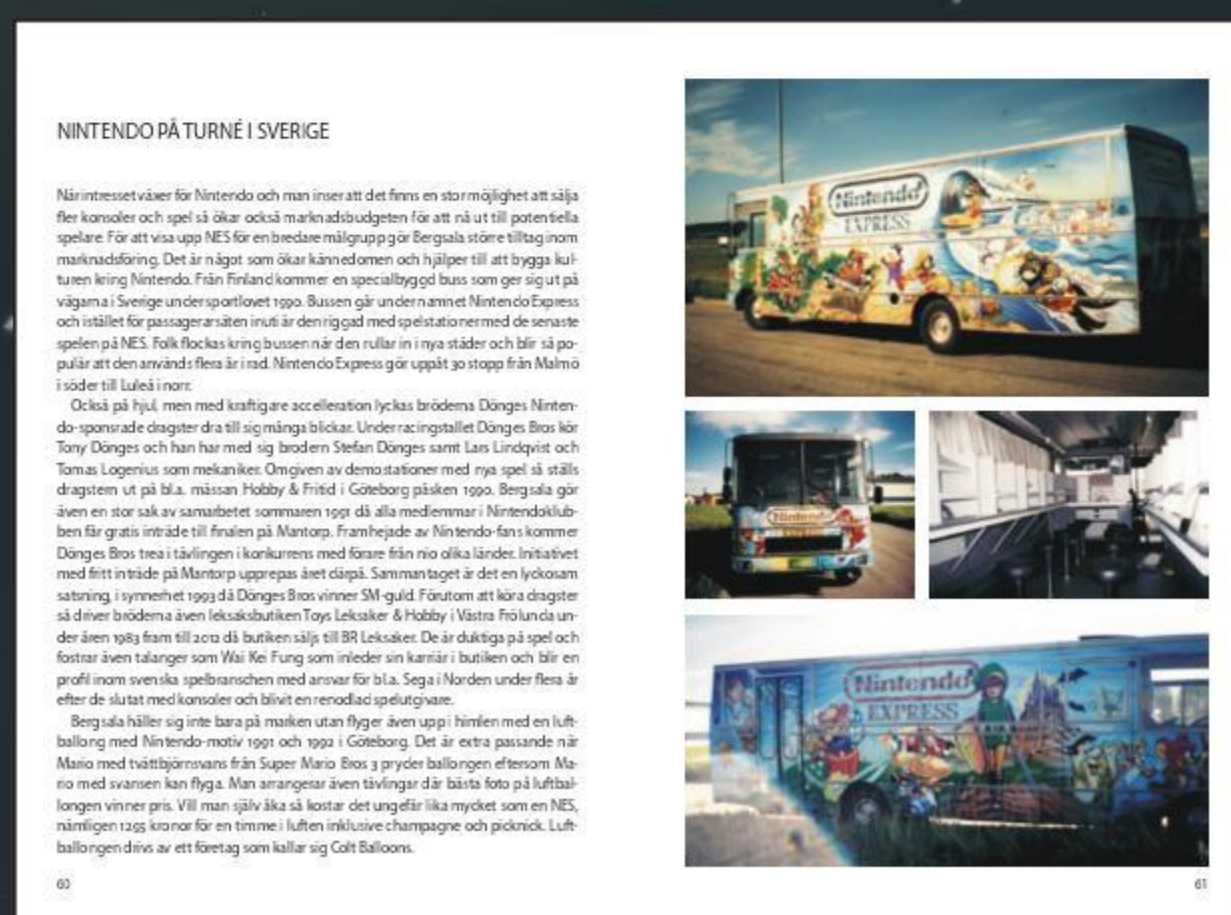 NINTENDO PÅ TURNÉ I SVERIGE
När intresset växer för Nintendo och man inser att det finns en stor möjlighet att sälja
fler konsoler och spel så ökar också marknadsbudgeten för att nå ut till potentiella
spelare. För att visa upp NES för en bredare målgrupp gör Bergsala större tilltag inom
marknadsföring. Det är något som ökar kännedomen och hjälper till att bygga kul-
turen kring Nintendo. Från Finland kommer en specialbyggd buss som ger sig ut på
vägarna i Sverige under sportlovet 1990. Bussen går under namnet Nintendo Express
och istället för passagerarsäten inuti är den riggad med spelstationer med de senaste
spelen på NES. Folk flockas kring bussen när den rullar in i nya städer och blir så po-
pulär att den används flera år i rad. Nintendo Express gör uppåt 30 stopp från Malmö
i söder till Luleå i norr.
Också på hjul, men med kraftigare accelleration lyckas bröderna Dönges Ninten-
do-sponsrade dragster dra till sig många blickar. Under racingstallet Dönges Bros kör
Tony Dönges och han har med sig brodern Stefan Dönges samt Lars Lindqvist och
Tomas Logenius som mekaniker. Omgiven av demostationer med nya spel så ställs
dragstern ut på bl.a. mässan Hobby & Fritid i Göteborg påsken 1990. Bergsala gör
även en stor sak av samarbetet sommaren 1991 då alla medlemmar i Nintendoklub-
ben får gratis inträde till finalen på Mantorp. Framhejade av Nintendo-fans kommer
Dönges Bros trea i tävlingen i konkurrens med förare från nio olika länder. Initiativet
med fritt inträde på Mantorp upprepas året därpå. Sammantaget är det en lyckosam
satsning, i synnerhet 1993 då Dönges Bros vinner SM-guld. Förutom att köra dragster
så driver bröderna även leksaksbutiken Toys Leksaker & Hobby i Västra Frölunda un-
der åren 1983 fram till 2012 då butiken säljs till BR Leksaker. De är duktiga på spel och
fostrar även talanger som Wai Kei Fung som inleder sin karriär i butiken och blir en
profil inom svenska spelbranschen med ansvar för bl.a. Sega i Norden under flera år
efter de slutat med konsoler och blivit en renodlad spelutgivare.
Bergsala håller sig inte bara på marken utan flyger även upp i himlen med en luft-
ballong med Nintendo-motiv 1991 och 1992 i Göteborg. Det är extra passande när
Mario med tvättbjörnsvans från Super Mario Bros 3 pryder ballongen eftersom Ma-
rio med svansen kan flyga. Man arrangerar även tävlingar där bästa foto på luftbal-
longen vinner pris. Vill man själv åka så kostar det ungefär lika mycket som en NES,
nämligen 1295 kronor för en timme i luften inklusive champagne och picknick. Luft-
ballongen drivs av ett företag som kallar sig Colt Balloons.
60
Nintendo
EXPRESS
Nintendo
EXPRESS
Nintendo
EXPRESS
61